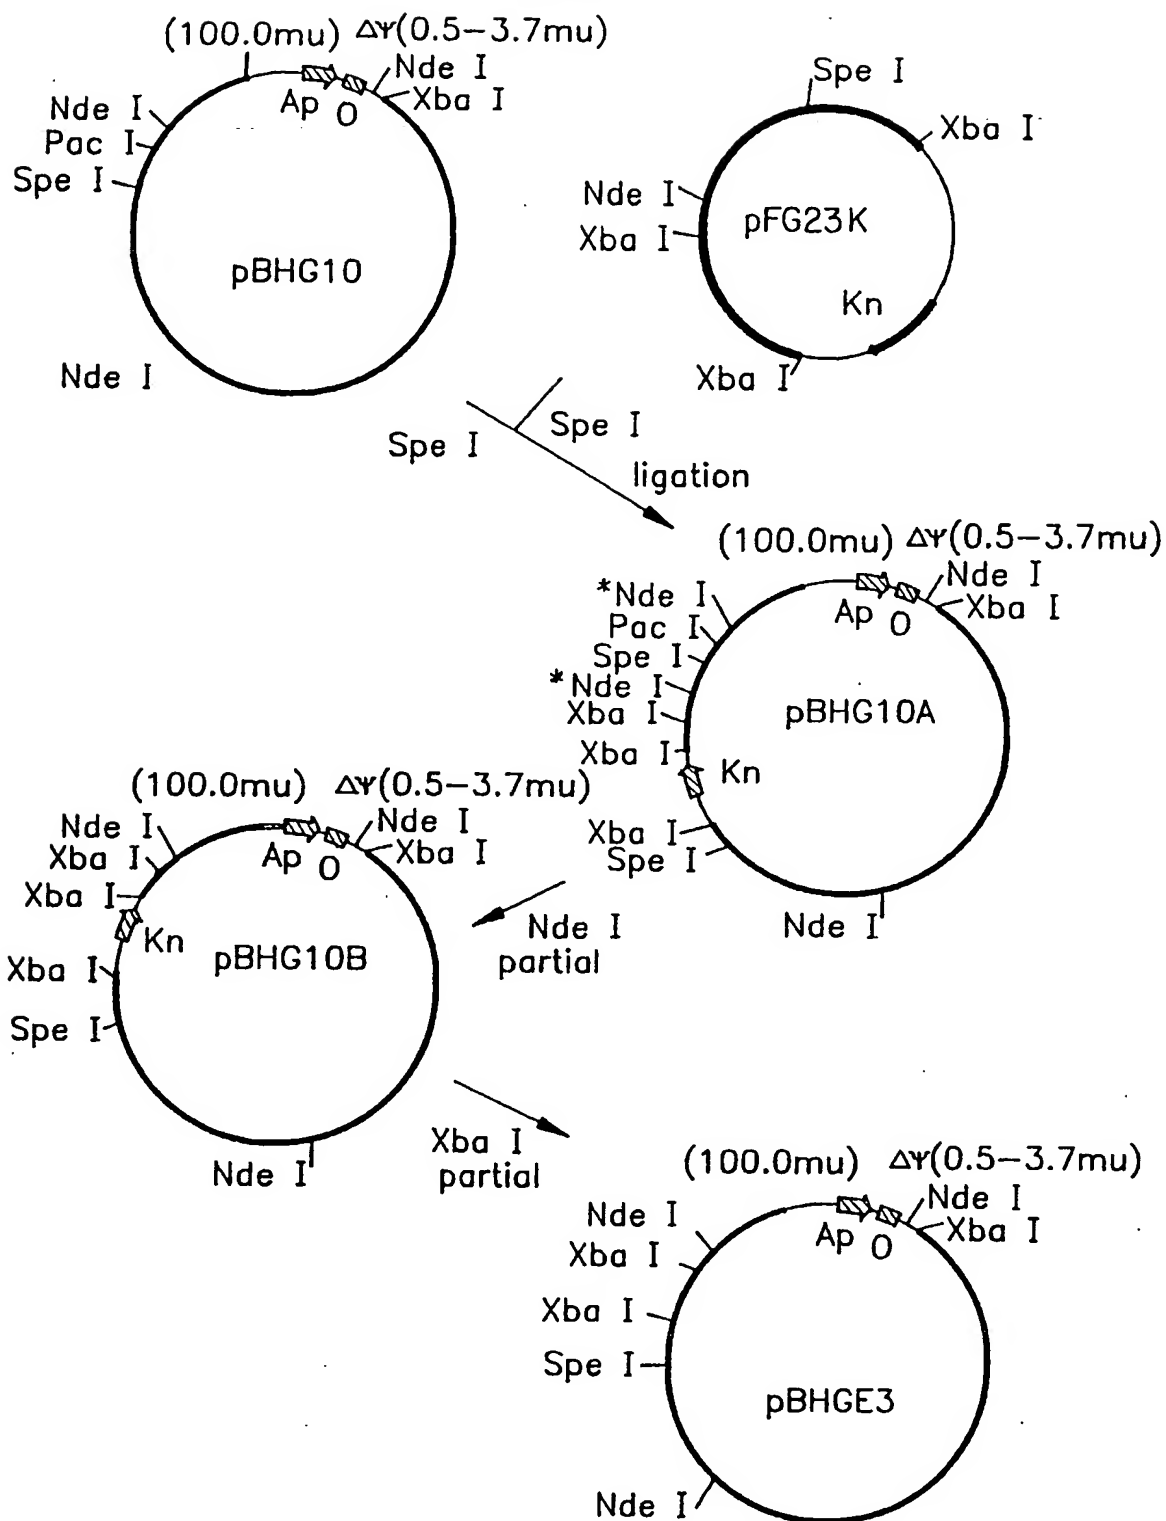 (100.0mu) ΔΨ(0.5–3.7mu)
Nde I
Xba I
Ap O
Nde I
Pac I
Spe I
pBHG10
Nde I
Spe I
Xba I
Nde I
Xba I
pFG23K
Kn
Xba I
Spe I
Spe I
ligation
(100.0mu) ΔΨ(0.5–3.7mu)
Nde I
Xba I
Ap O
*Nde I
Pac I
Spe I
*Nde I
Xba I
Xba I
Kn
pBHG10A
Xba I
Spe I
Nde I
Nde I
partial
(100.0mu) ΔΨ(0.5–3.7mu)
Nde I
Xba I
Ap O
Nde I
Xba I
Xba I
Kn
pBHG10B
Xba I
Spe I
Nde I
Xba I
partial
(100.0mu) ΔΨ(0.5–3.7mu)
Nde I
Xba I
Ap O
Nde I
Xba I
Xba I
Spe I
pBHGE3
Nde I